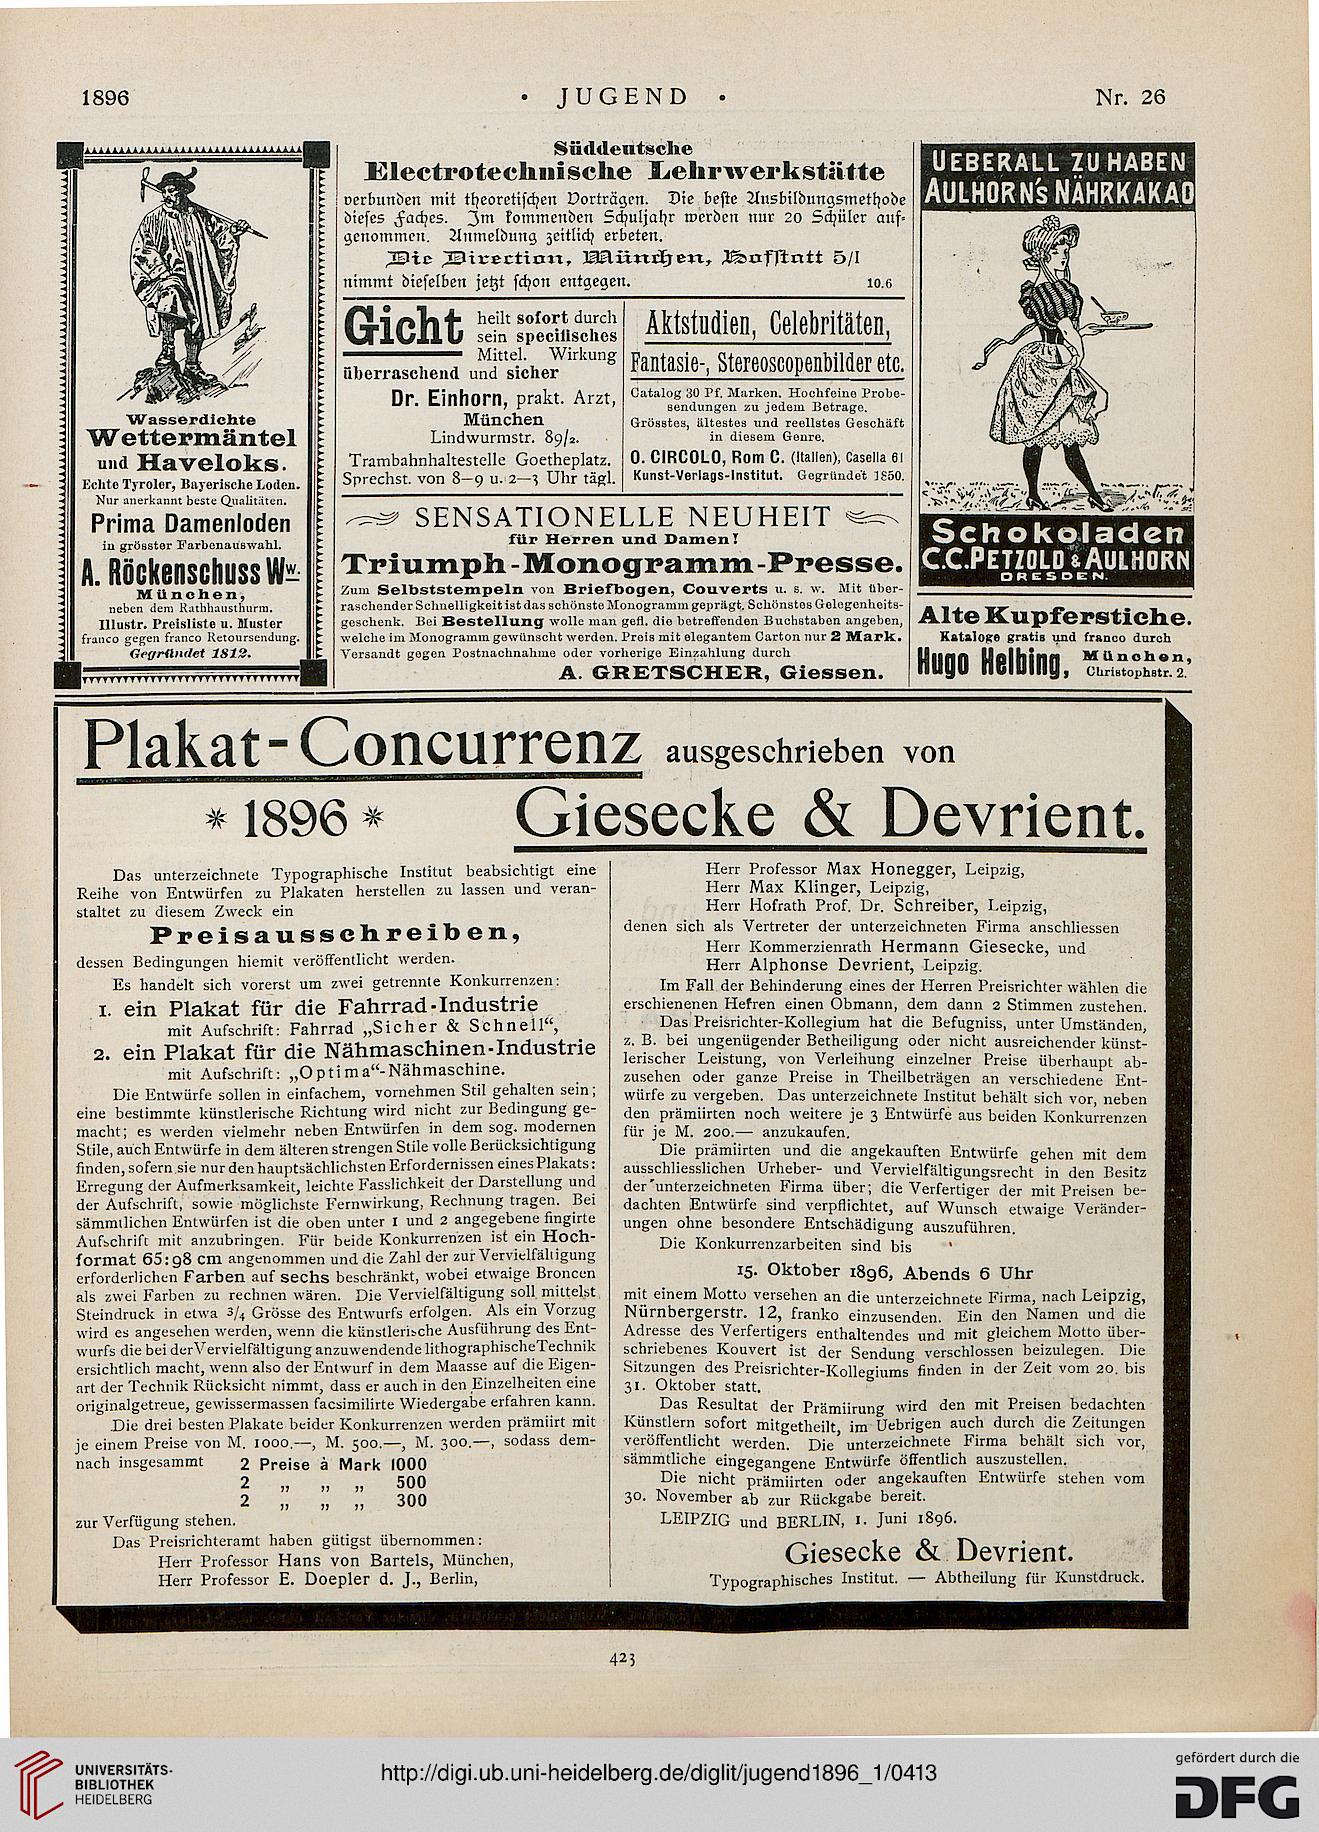 1896
• JUGEND •
Nr. 26
Wasserdichte
Wettermäntel
und Haveloks.
Echte Tyroler, Bayerische Loden.
Nur anerkannt beste Qualitäten.
Prima Damenloden
in grösster Farbenauswahl.
A. Röckenschuss Ww.
München,
neben dem Rathhausthurm.
Illustr. Preisliste u. Muster
franco gegen franco Retoursendung.
Gegründet 1812.
Süddeutsche
Electrotechnische Lehrwerkstätte
verbunden mit theoretischen Vorträgen. Die beste Ausbildungsmethode
dieses Faches. Im kommenden Schuljahr werden nur 20 Schüler auf-
genommen. Anmeldung zeitlich erbeten.
Die Direction, München, Hofstatt 5/I
nimmt dieselben jetzt schon entgegen. 10.6
Gicht heilt sofort durch
sein specifisches
Mittel. Wirkung
überraschend und sicher
Dr. Einhorn, prakt. Arzt,
München
Lindwurmstr. 89/2.
Trambahnhaltestelle Goetheplatz.
Sprechst. von 8—9 u. 2—3 Uhr tägl.
Aktstudien, Celebritäten,
Fantasie-, Stereoscopenbilder etc.
Catalog 30 Pf. Marken. Hochfeine Probe-
sendungen zu jedem Betrage.
Grösstes, ältestes und reellstes Geschäft
in diesem Genre.
O. CIRCOLO, Rom C. (Italien), Casella 61
Kunst-Verlags-Institut. Gegründet 1850.
SENSATIONELLE NEUHEIT
für Herren und Damen!
Triumph-Monogramm-Presse.
Zum Selbststempeln von Briefbogen, Couverts u. s. w. Mit über-
raschender Schnelligkeit ist das schönste Monogramm geprägt. Schönstes Gelegenheits-
geschenk. Bei Bestellung wolle man gefl. die betreffenden Buchstaben angeben,
welche im Monogramm gewünscht werden. Preis mit elegantem Carton nur 2 Mark.
Versandt gegen Postnachnahme oder vorherige Einzahlung durch
A. GRETSCHER, Giessen.
UEBERALL ZU HABEN
AULHORN's NÄHRKAKAO
Schokoladen
C.C. PETZOLD & AULHORN
DRESDEN.
Alte Kupferstiche.
Kataloge gratis und franco durch
Hugo Helbing, München,
Christophstr. 2.
Plakat-Concurrenz ausgeschrieben von
* 1896 * Giesecke & Devrient.
Das unterzeichnete Typographische Institut beabsichtigt eine
Reihe von Entwürfen zu Plakaten herstellen zu lassen und veran-
staltet zu diesem Zweck ein
Preisausschreiben,
dessen Bedingungen hiemit veröffentlicht werden.
Es handelt sich vorerst um zwei getrennte Konkurrenzen:
1. ein Plakat für die Fahrrad-Industrie
mit Aufschrift: Fahrrad „Sicher & Schnell“,
2. ein Plakat für die Nähmaschinen-Industrie
mit Aufschrift: „Optima“-Nähmaschine.
Die Entwürfe sollen in einfachem, vornehmen Stil gehalten sein;
eine bestimmte künstlerische Richtung wird nicht zur Bedingung ge-
macht; es werden vielmehr neben Entwürfen in dem sog. modernen
Stile, auch Entwürfe in dem älteren strengen Stile volle Berücksichtigung
finden, sofern sie nur den hauptsächlichsten Erfordernissen eines Plakats:
Erregung der Aufmerksamkeit, leichte Fasslichkeit der Darstellung und
der Aufschrift, sowie möglichste Fernwirkung, Rechnung tragen. Bei
sämmtlichen Entwürfen ist die oben unter 1 und 2 angegebene fingirte
Aufschrift mit anzubringen. Für beide Konkurrenzen ist ein Hoch-
format 65:98 cm angenommen und die Zahl der zur Vervielfältigung
erforderlichen Farben auf sechs beschränkt, wobei etwaige Broncen
als zwei Farben zu rechnen wären. Die Vervielfältigung soll mittelst
Steindruck in etwa 3/4 Grösse des Entwurfs erfolgen. Als ein Vorzug
wird es angesehen werden, wenn die künstlerische Ausführung des Ent-
wurfs die bei der Vervielfältigung anzuwendende lithographische Technik
ersichtlich macht, wenn also der Entwurf in dem Maasse auf die Eigen-
art der Technik Rücksicht nimmt, dass er auch in den Einzelheiten eine
originalgetreue, gewissermassen facsimilirte Wiedergabe erfahren kann.
Die drei besten Plakate beider Konkurrenzen werden prämiirt mit
je einem Preise von M. 1000.—, M. 500.—, M. 300.—, sodass dem-
nach insgesammt 2 Preise à Mark 1000
2 „ „ „ 500
2 „ „ „ 300
zur Verfügung stehen.
Das Preisrichteramt haben gütigst übernommen:
Herr Professor Hans von Bartels, München,
Herr Professor E. Doepler d. J., Berlin,
Herr Professor Max Honegger, Leipzig,
Herr Max Klinger, Leipzig,
Herr Hofrath Prof. Dr. Schreiber, Leipzig,
denen sich als Vertreter der unterzeichneten Firma anschliessen
Herr Kommerzienrath Hermann Giesecke, und
Herr Alphonse Devrient, Leipzig.
Im Fall der Behinderung eines der Herren Preisrichter wählen die
erschienenen Herren einen Obmann, dem dann 2 Stimmen zustehen.
Das Preisrichter-Kollegium hat die Befugniss, unter Umständen,
z. B. bei ungenügender Betheiligung oder nicht ausreichender künst-
lerischer Leistung, von Verleihung einzelner Preise überhaupt ab-
zusehen oder ganze Preise in Theilbeträgen an verschiedene Ent-
würfe zu vergeben. Das unterzeichnete Institut behält sich vor, neben
den prämiirten noch weitere je 3 Entwürfe aus beiden Konkurrenzen
für je M. 200.— anzukaufen.
Die prämiirten und die angekauften Entwürfe gehen mit dem
ausschliesslichen Urheber- und Vervielfältigungsrecht in den Besitz
der unterzeichneten Firma über; die Verfertiger der mit Preisen be-
dachten Entwürfe sind verpflichtet, auf Wunsch etwaige Veränder-
ungen ohne besondere Entschädigung auszuführen.
Die Konkurrenzarbeiten sind bis
15. Oktober 1896, Abends 6 Uhr
mit einem Motto versehen an die unterzeichnete Firma, nach Leipzig,
Nürnbergerstr. 12, franko einzusenden. Ein den Namen und die
Adresse des Verfertigers enthaltendes und mit gleichem Motto über-
schriebenes Kouvert ist der Sendung verschlossen beizulegen. Die
Sitzungen des Preisrichter-Kollegiums finden in der Zeit vom 20. bis
31. Oktober statt.
Das Resultat der Prämiirung wird den mit Preisen bedachten
Künstlern sofort mitgetheilt, im Uebrigen auch durch die Zeitungen
veröffentlicht werden. Die unterzeichnete Firma behält sich vor,
sämmtliche eingegangene Entwürfe öffentlich auszustellen.
Die nicht prämiirten oder angekauften Entwürfe stehen vom
30. November ab zur Rückgabe bereit.
LEIPZIG und BERLIN, 1. Juni 1896.
Giesecke & Devrient.
Typographisches Institut. — Abtheilung für Kunstdruck.
423
UNIVERSITÄTS-
BIBLIOTHEK
HEIDELBERG
http://digi.ub.uni-heidelberg.de/diglit/jugend1896_1/0413
gefördert durch die
DFG